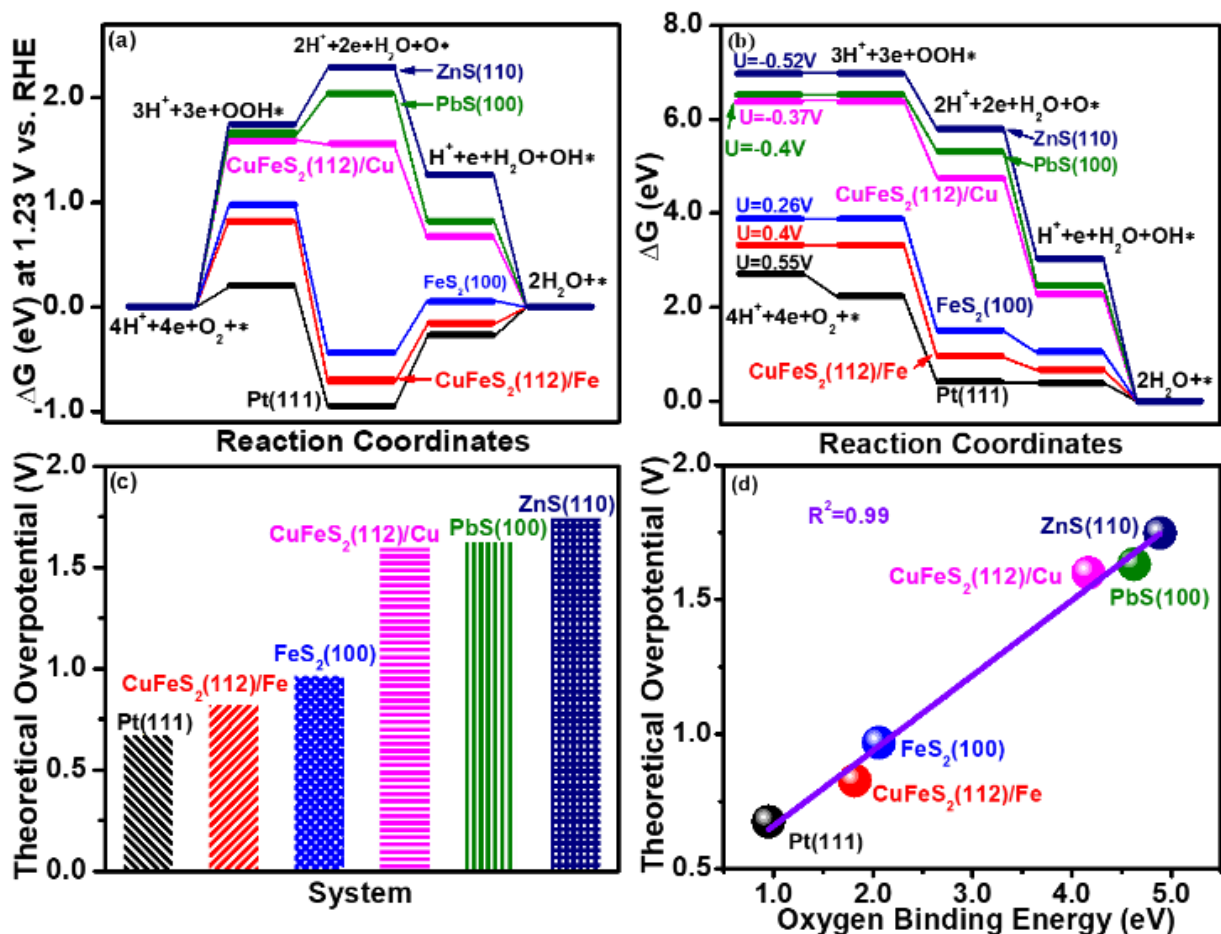 (a)
ΔG (eV) at 1.23 V vs. RHE
2.0
1.0
0.0
-1.0
2H⁺+2e+H₂O+O*
ZnS(110)
3H⁺+3e+OOH*
PbS(100)
CuFeS₂(112)/Cu
H⁺+e+H₂O+OH*
FeS₂(100)
2H₂O+*
4H⁺+4e+O₂+*
CuFeS₂(112)/Fe
Pt(111)
Reaction Coordinates
(b)
ΔG (eV)
8.0
6.0
4.0
2.0
0.0
U=-0.52V
3H⁺+3e+OOH*
2H⁺+2e+H₂O+O*
U=-0.37V
ZnS(110)
U=-0.4V
PbS(100)
CuFeS₂(112)/Cu
U=0.26V
H⁺+e+H₂O+OH*
U=0.4V
U=0.55V
FeS₂(100)
4H⁺+4e+O₂+*
CuFeS₂(112)/Fe
2H₂O+*
Pt(111)
Reaction Coordinates
(c)
Theoretical Overpotential (V)
2.0
1.5
1.0
0.5
0.0
ZnS(110)
CuFeS₂(112)/Cu
PbS(100)
FeS₂(100)
CuFeS₂(112)/Fe
Pt(111)
System
(d)
Theoretical Overpotential (V)
2.0
1.5
1.0
0.5
R²=0.99
ZnS(110)
CuFeS₂(112)/Cu
PbS(100)
FeS₂(100)
CuFeS₂(112)/Fe
Pt(111)
1.0 2.0 3.0 4.0 5.0
Oxygen Binding Energy (eV)